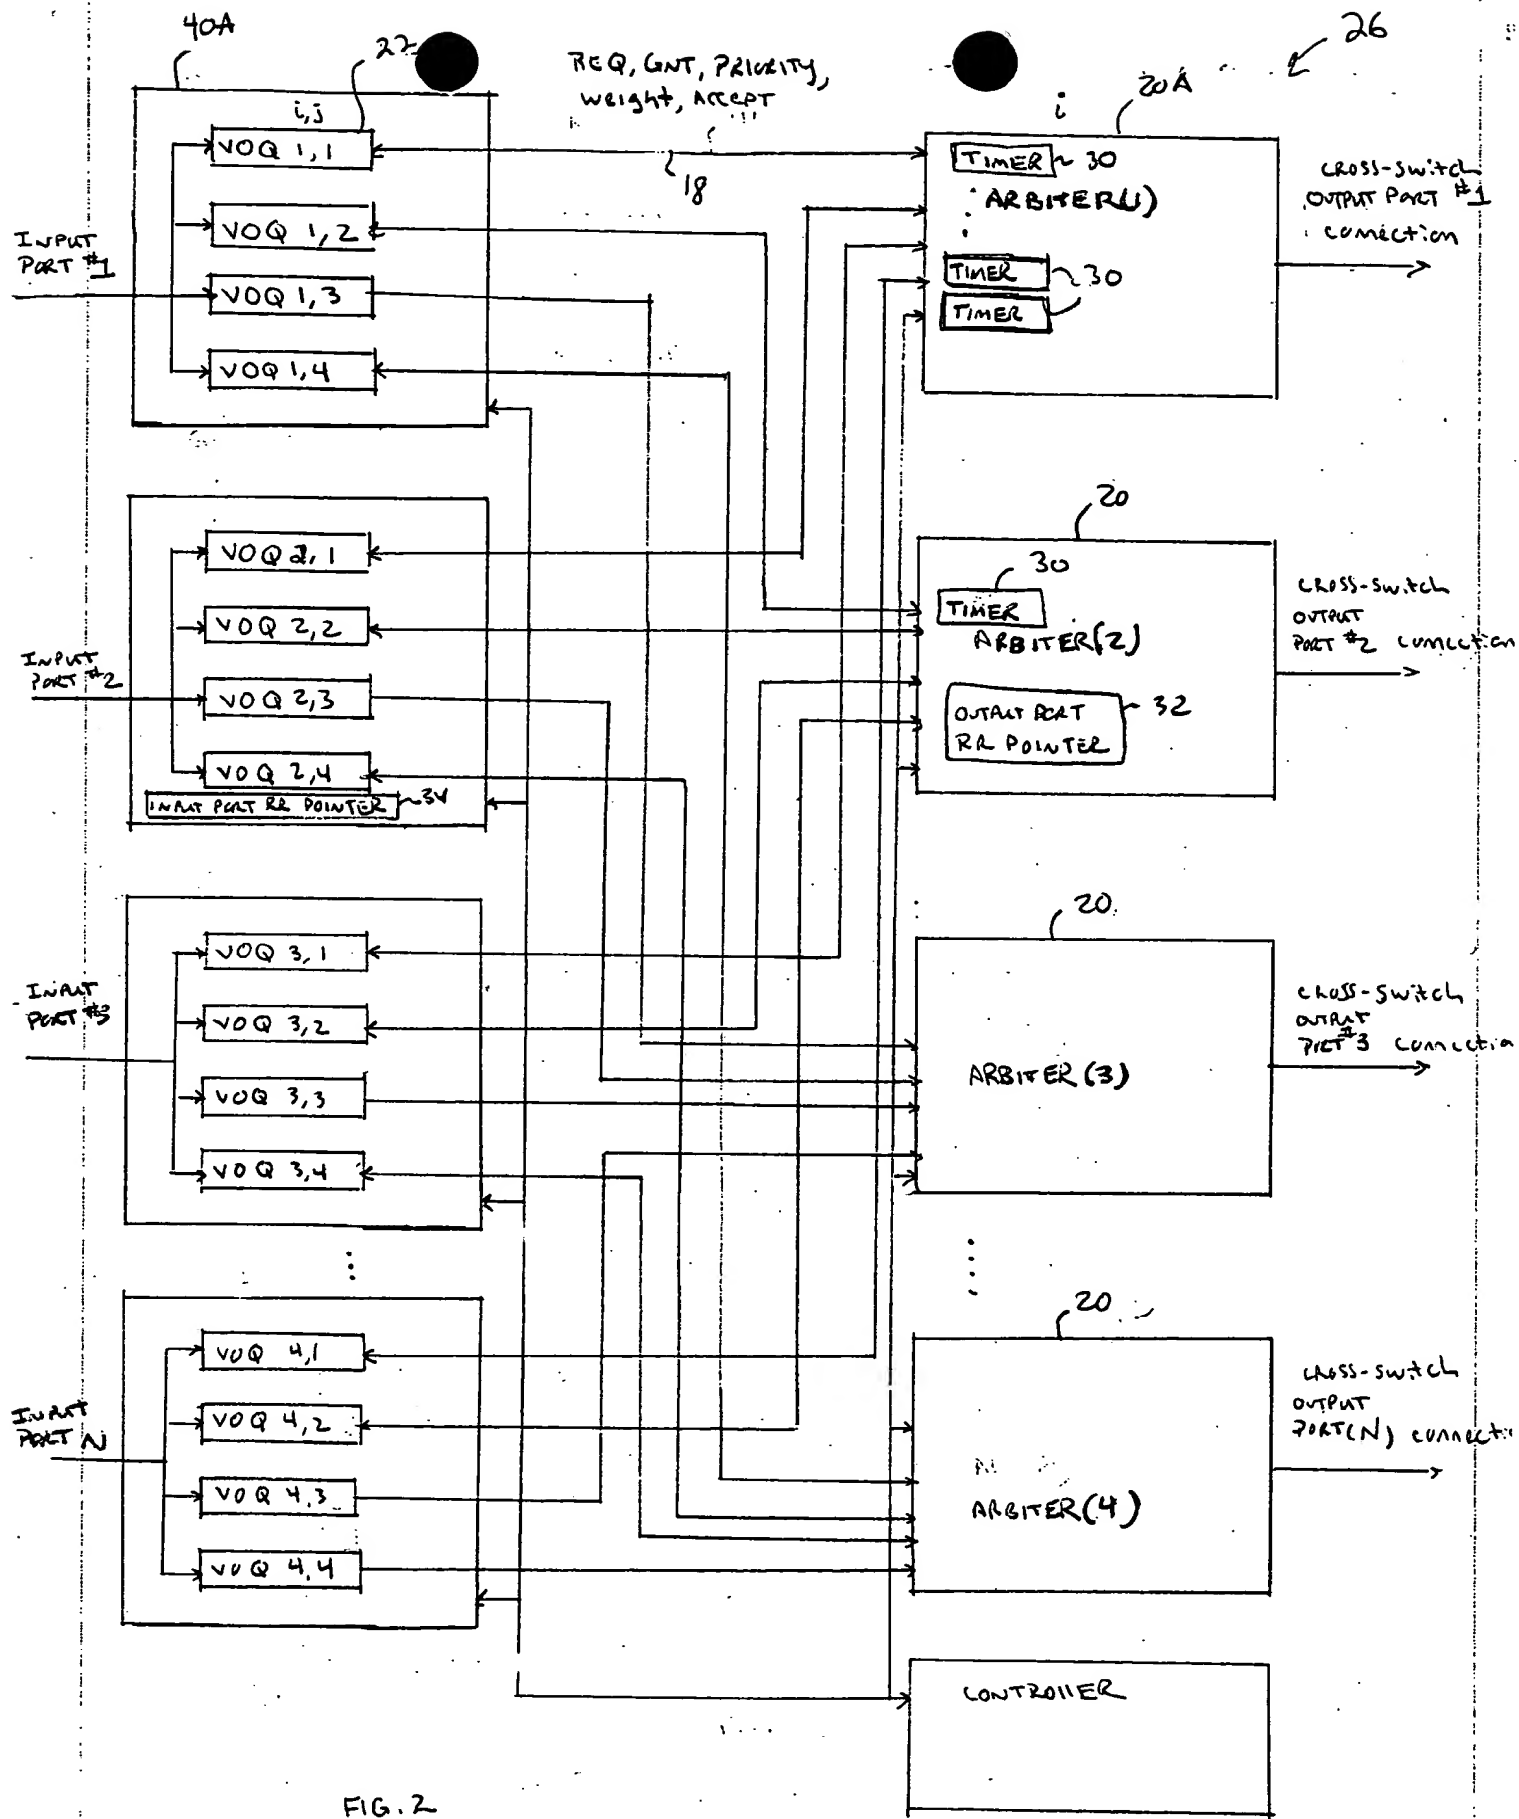 40A
22
REQ, GNT, PRIORITY,
Weight, ACCEPT
18
26
i
20A
i,j
VOQ 1,1
VOQ 1,2
VOQ 1,3
VOQ 1,4
INPUT
PORT #1
TIMER
30
ARBITER(1)
TIMER
30
TIMER
CROSS-Switch
OUTPUT PORT #1
connection
VOQ 2,1
VOQ 2,2
VOQ 2,3
VOQ 2,4
INPUT PORT RR POINTER
34
INPUT
PORT #2
20
30
TIMER
ARBITER(2)
OUTPUT PORT
RR POINTER
32
CROSS-Switch
OUTPUT
PORT #2 connection
VOQ 3,1
VOQ 3,2
VOQ 3,3
VOQ 3,4
INPUT
PORT #3
20
ARBITER(3)
CROSS-Switch
OUTPUT
PORT #3 connectio
VOQ 4,1
VOQ 4,2
VOQ 4,3
VOQ 4,4
INPUT
PORT N
20
ARBITER(4)
CROSS-Switch
OUTPUT
PORT(N) connecti
CONTROllER
FIG. 2